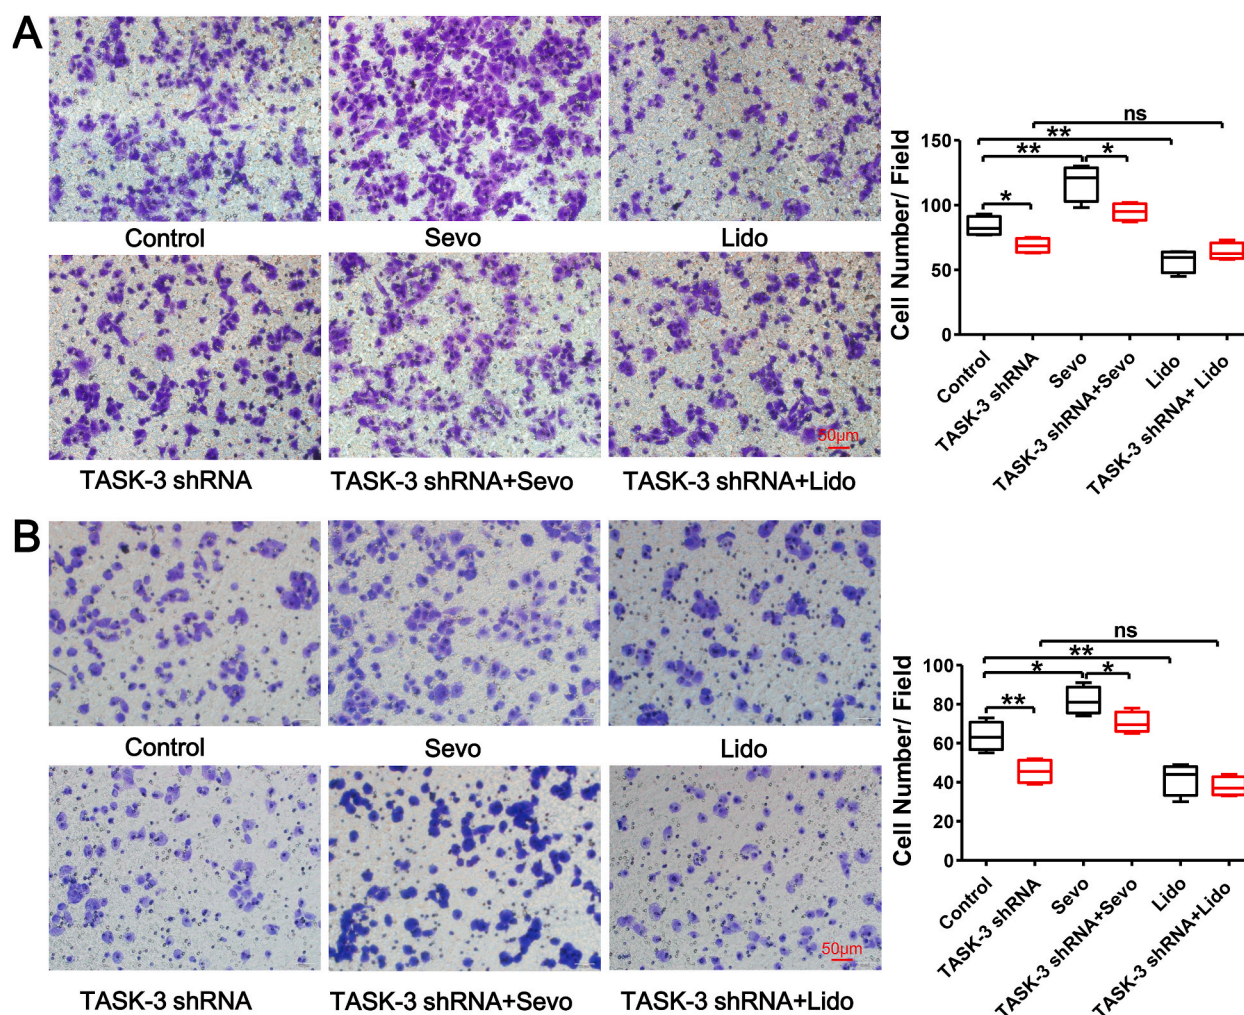 A
Control
Sevo
Lido
TASK-3 shRNA
TASK-3 shRNA+Sevo
TASK-3 shRNA+Lido
50μm
ns
**
** *
*
Cell Number/ Field
150
100
50
0
Control
TASK-3 shRNA
Sevo
TASK-3 shRNA+Sevo
Lido
TASK-3 shRNA+ Lido
B
Control
Sevo
Lido
TASK-3 shRNA
TASK-3 shRNA+Sevo
TASK-3 shRNA+Lido
50μm
ns
**
* *
**
Cell Number/ Field
100
80
60
40
20
0
Control
TASK-3 shRNA
Sevo
TASK-3 shRNA+Sevo
Lido
TASK-3 shRNA+Lido